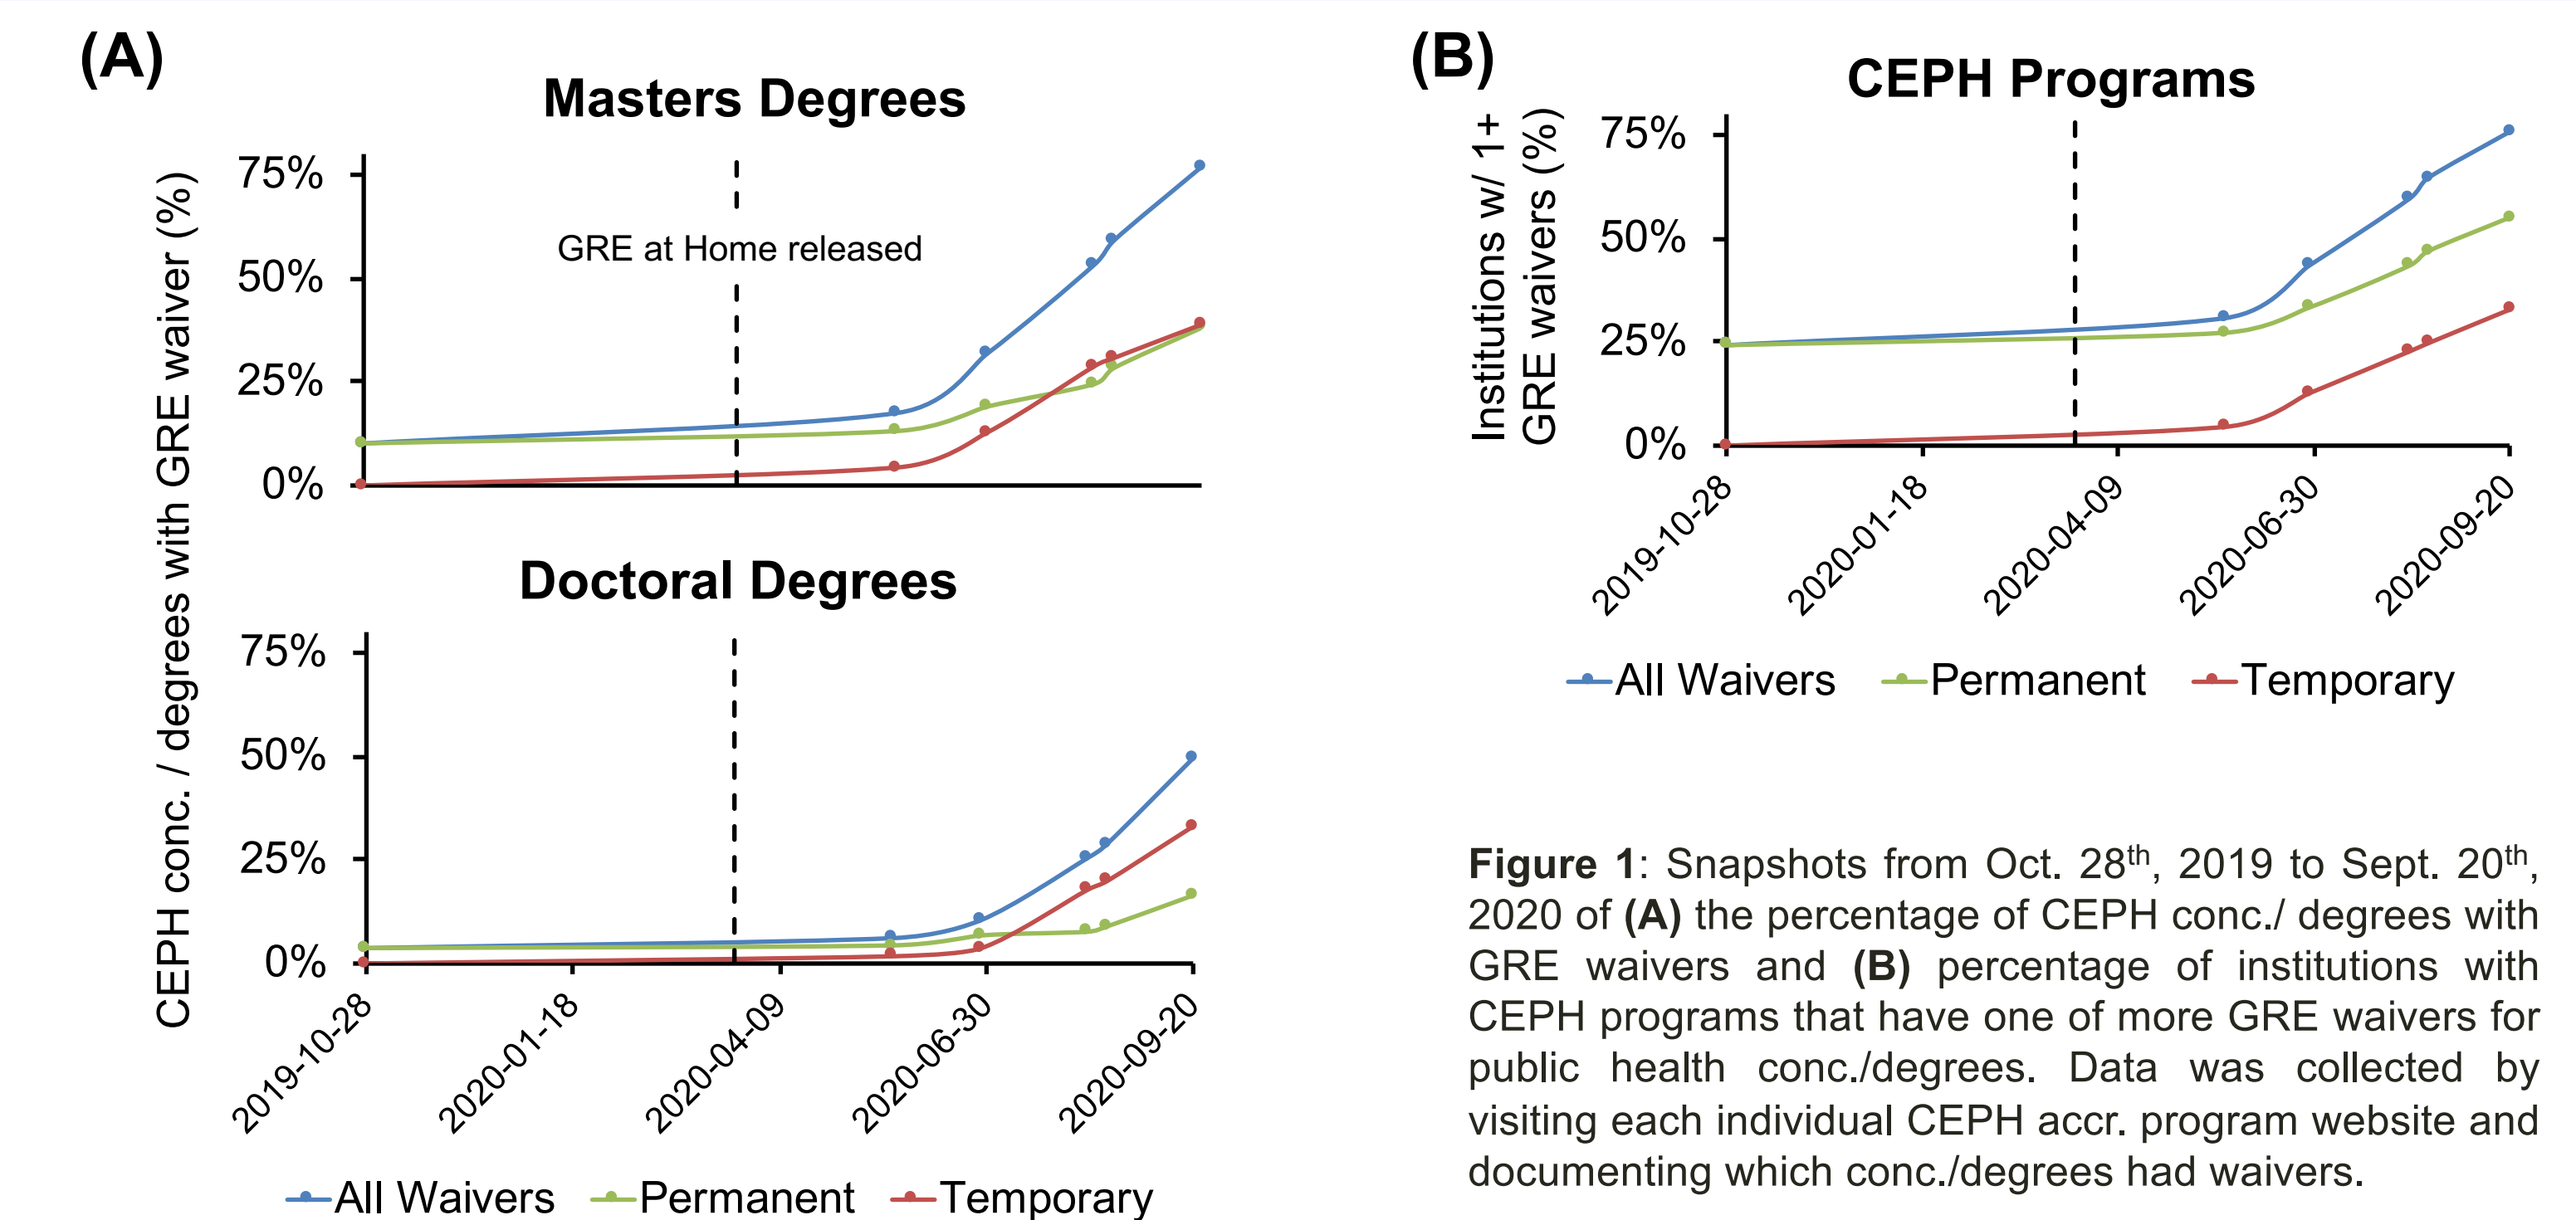 (A)
Masters Degrees
CEPH conc. / degrees with GRE waiver (%)
75%
50%
25%
0%
GRE at Home released
Doctoral Degrees
75%
50%
25%
0%
2019-10-28
2020-01-18
2020-04-09
2020-06-30
2020-09-20
All Waivers Permanent Temporary
(B)
CEPH Programs
Institutions w/ 1+
GRE waivers (%)
75%
50%
25%
0%
2019-10-28
2020-01-18
2020-04-09
2020-06-30
2020-09-20
All Waivers Permanent Temporary
Figure 1: Snapshots from Oct. 28th, 2019 to Sept. 20th,
2020 of (A) the percentage of CEPH conc./ degrees with
GRE waivers and (B) percentage of institutions with
CEPH programs that have one of more GRE waivers for
public health conc./degrees. Data was collected by
visiting each individual CEPH accr. program website and
documenting which conc./degrees had waivers.